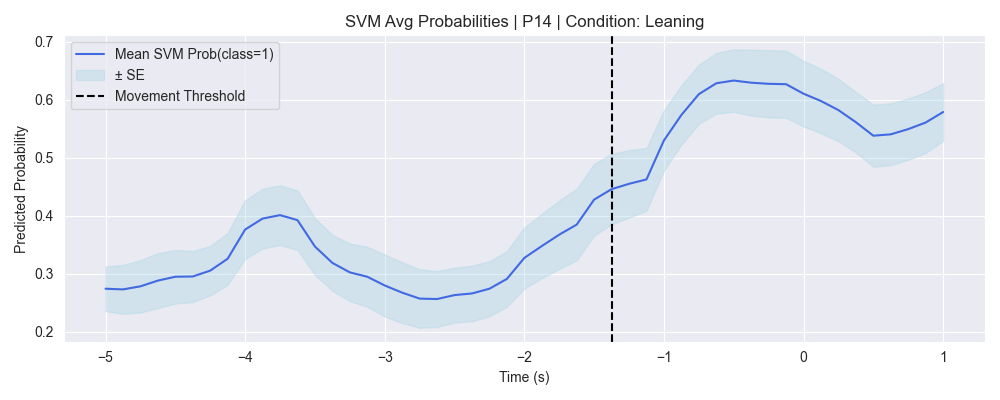 SVM Avg Probabilities | P14 | Condition: Leaning
Mean SVM Prob(class=1)
± SE
Movement Threshold
Predicted Probability
0.7
0.6
0.5
0.4
0.3
0.2
−5
−4
−3
−2
−1
0
1
Time (s)